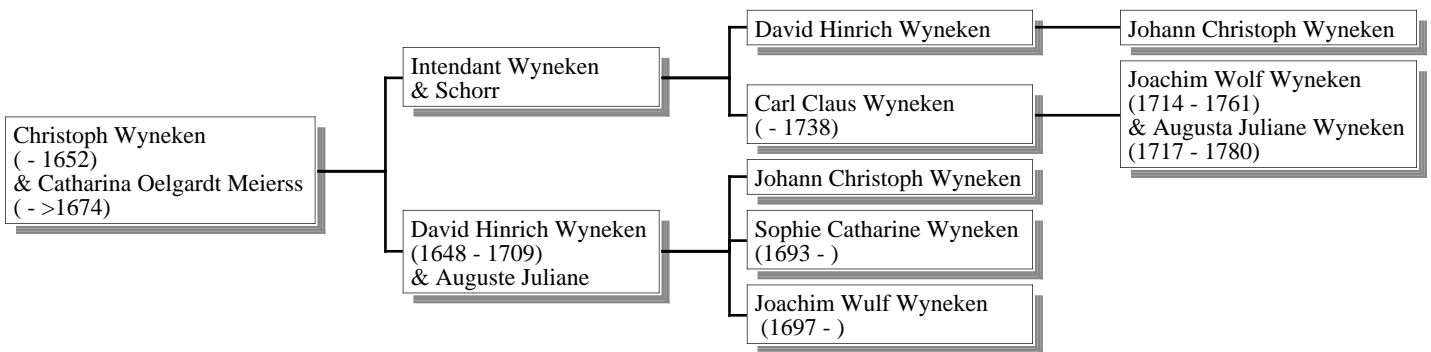 Christoph Wyneken
( - 1652)
& Catharina Oelgardt Meierss
( - >1674)
Intendant Wyneken
& Schorr
David Hinrich Wyneken
Johann Christoph Wyneken
Carl Claus Wyneken
( - 1738)
Joachim Wolf Wyneken
(1714 - 1761)
& Augusta Juliane Wyneken
(1717 - 1780)
David Hinrich Wyneken
(1648 - 1709)
& Auguste Juliane
Johann Christoph Wyneken
Sophie Catharine Wyneken
(1693 - )
Joachim Wulf Wyneken
(1697 - )